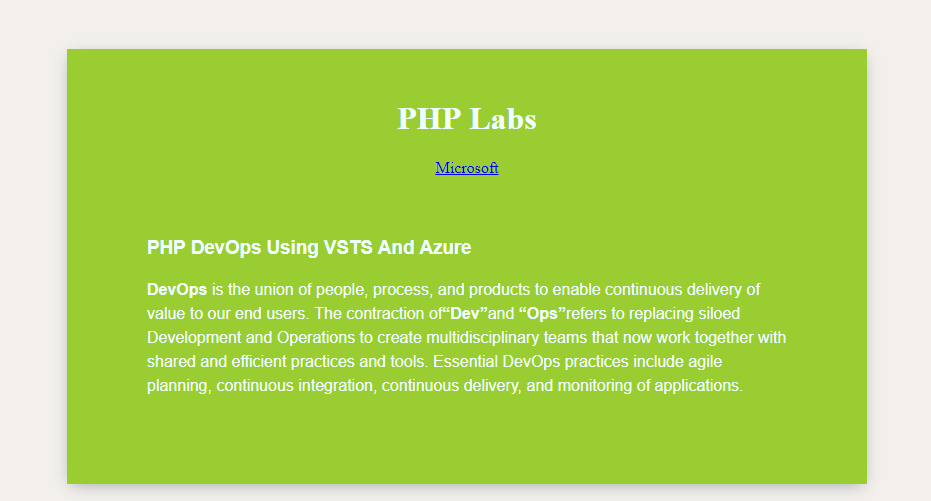 PHP Labs
Microsoft
PHP DevOps Using VSTS And Azure
DevOps is the union of people, process, and products to enable continuous delivery of
value to our end users. The contraction of“Dev”and “Ops”refers to replacing siloed
Development and Operations to create multidisciplinary teams that now work together with
shared and efficient practices and tools. Essential DevOps practices include agile
planning, continuous integration, continuous delivery, and monitoring of applications.